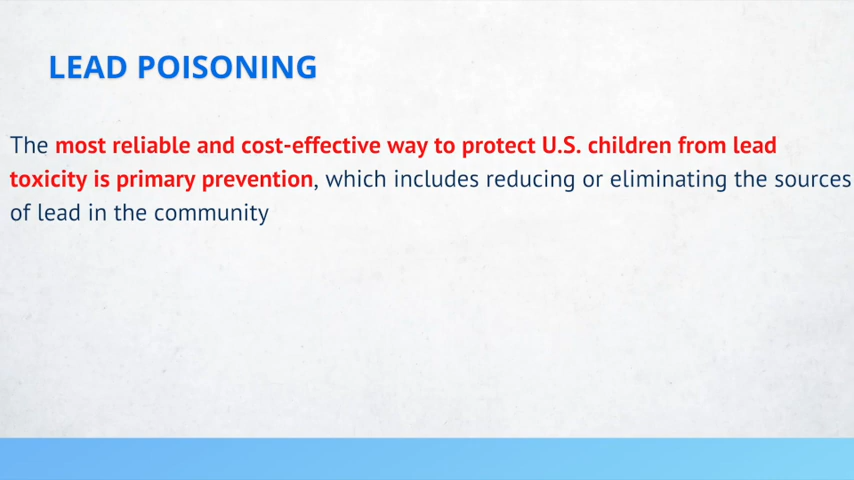 LEAD POISONING
The most reliable and cost-effective way to protect U.S. children from lead
toxicity is primary prevention, which includes reducing or eliminating the sources
of lead in the community